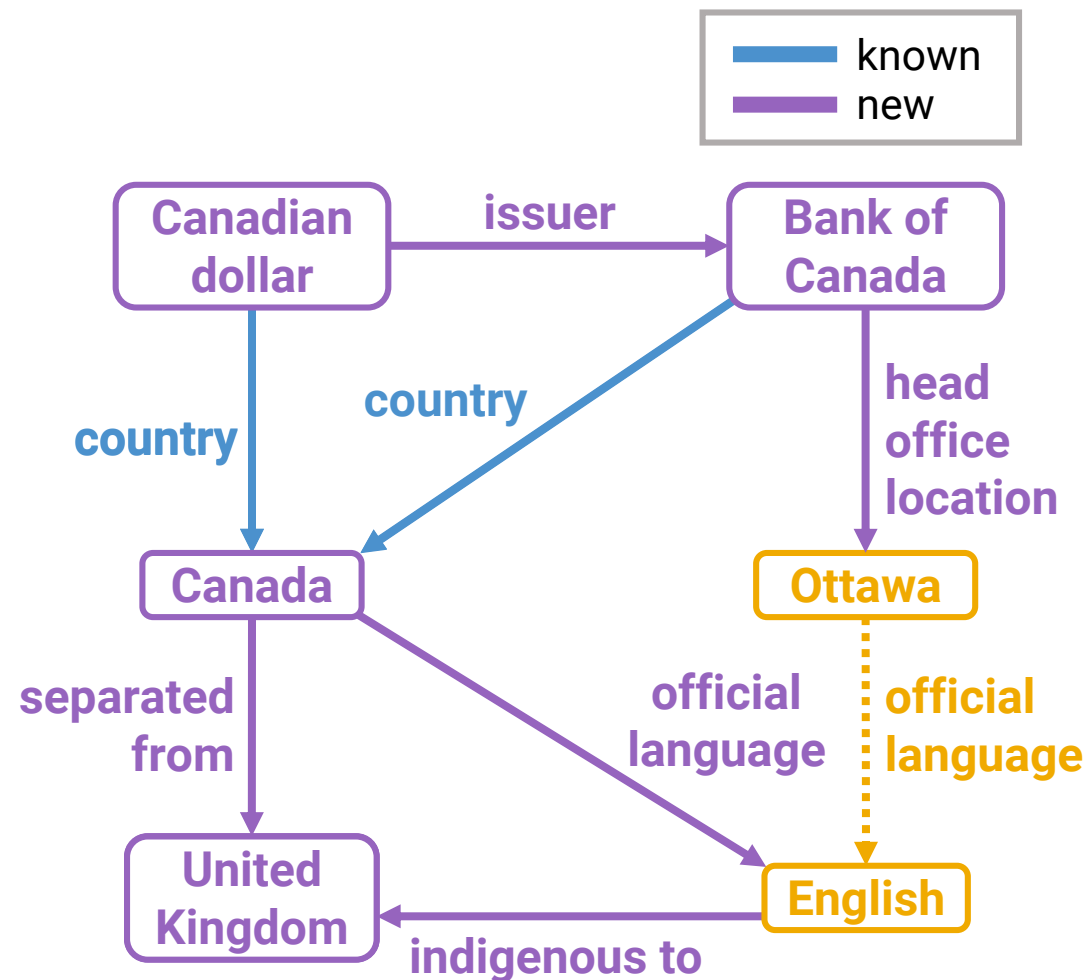 known
new
Canadian
dollar
issuer
Bank of
Canada
country
country
head
office
location
Canada
Ottawa
separated
from
official
language
official
language
United
Kingdom
English
indigenous to